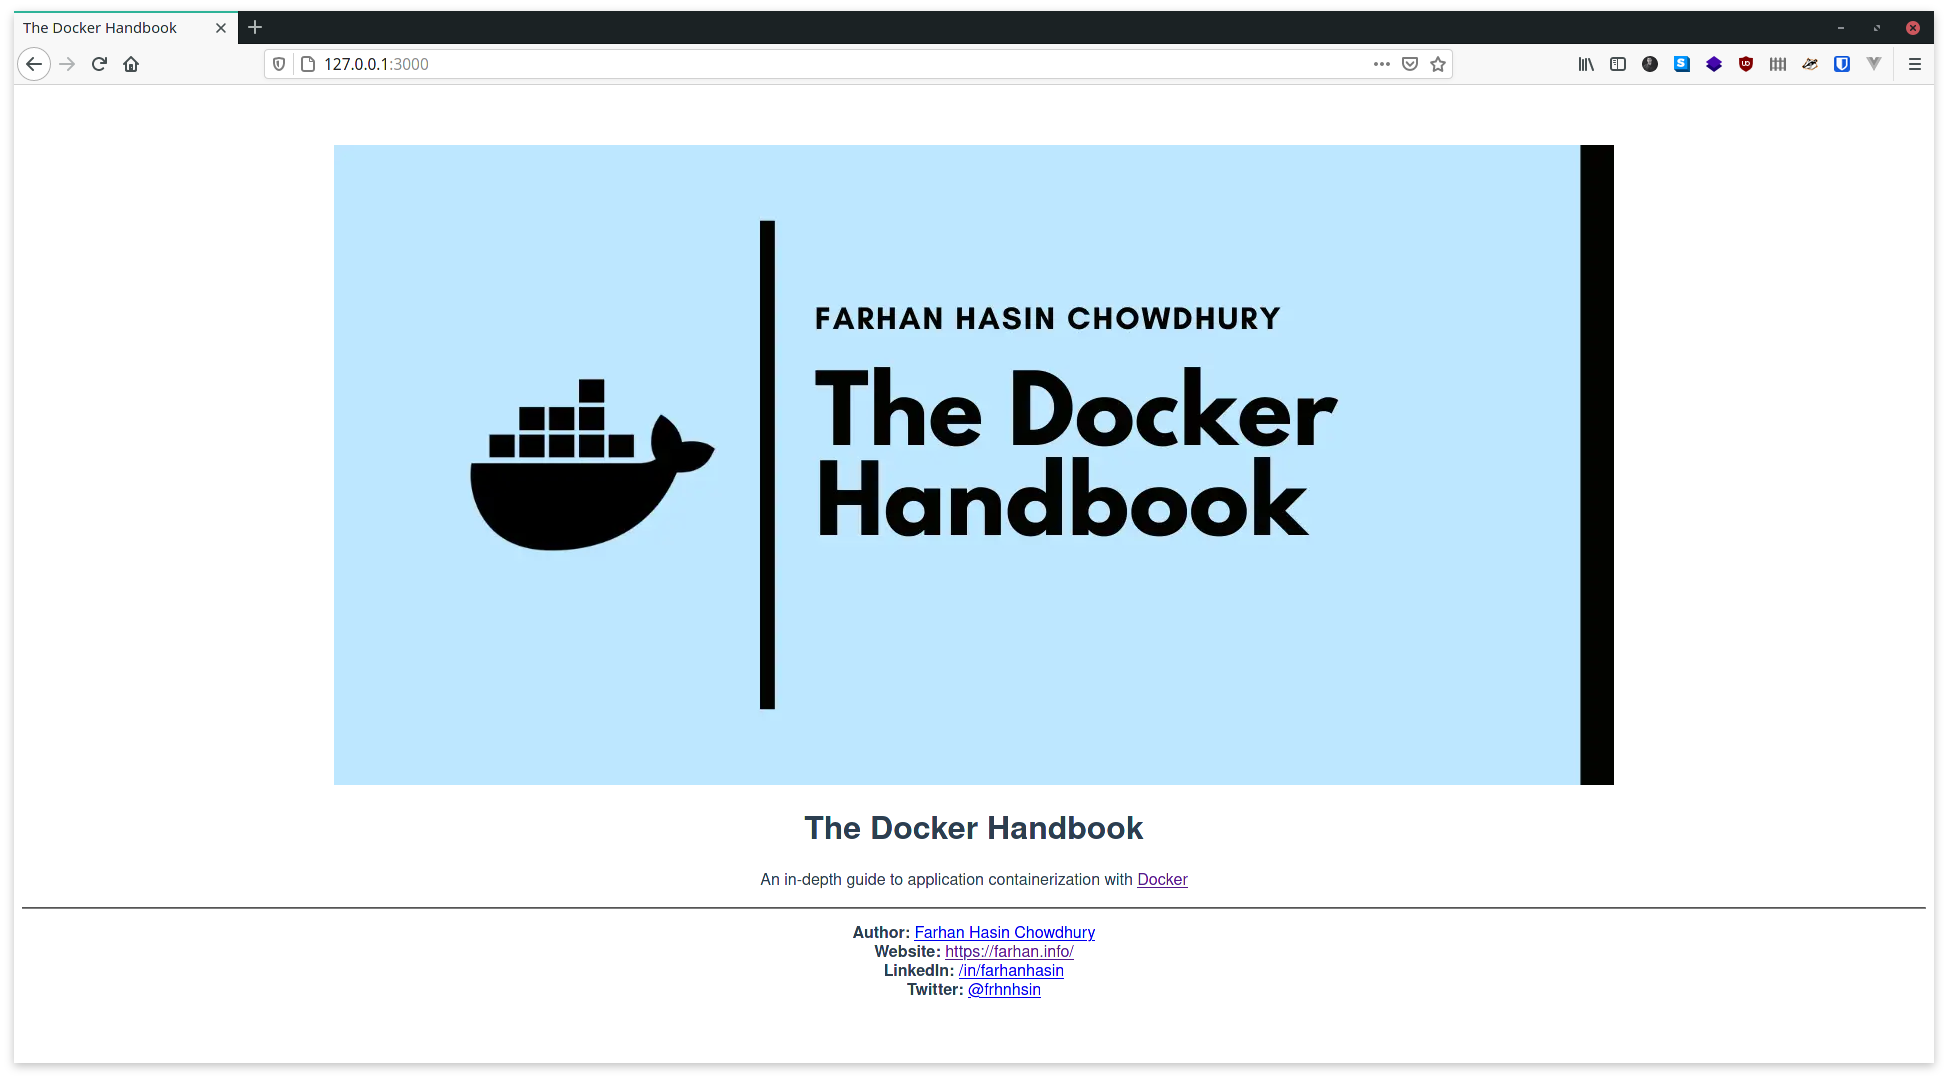 The Docker Handbook
127.0.0.1:3000
FARHAN HASIN CHOWDHURY
The Docker
Handbook
The Docker Handbook
An in-depth guide to application containerization with Docker
Author: Farhan Hasin Chowdhury
Website: https://farhan.info/
LinkedIn: /in/farhanhasin
Twitter: @frhnhsin